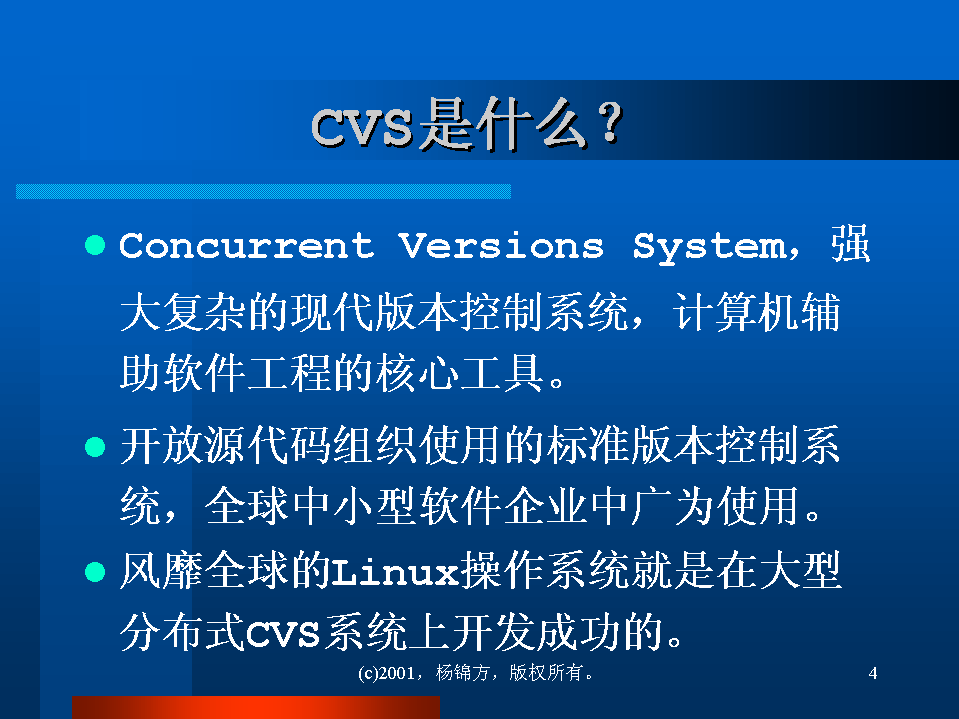 CVS是什么?
Concurrent Versions System，强
大复杂的现代版本控制系统，计算机辅
助软件工程的核心工具。
开放源代码组织使用的标准版本控制系
统，全球中小型软件企业中广为使用。
风靡全球的Linux操作系统就是在大型
分布式CVS系统上开发成功的。
(c)2001，杨锦方，版权所有。
4